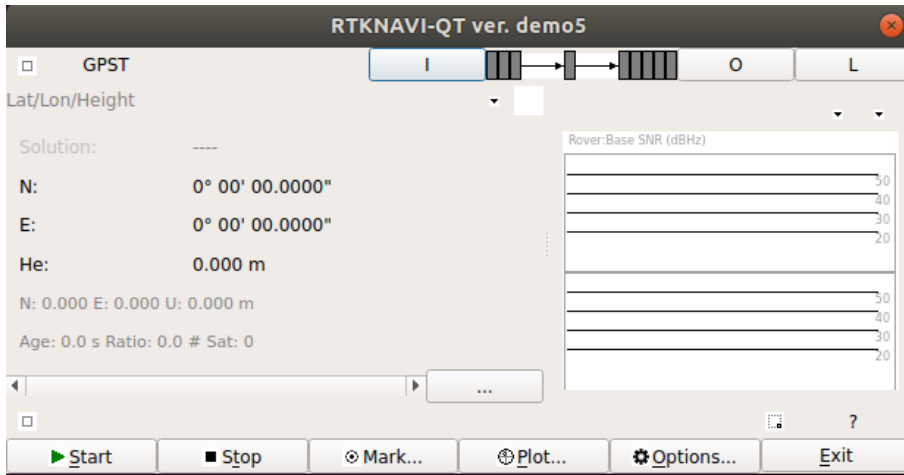 RTKNAVI-QT ver. demo5
GPST I O L
Lat/Lon/Height
Solution: ----
Rover:Base SNR (dBHz)
N: 0° 00' 00.0000"
E: 0° 00' 00.0000"
He: 0.000 m
N: 0.000 E: 0.000 U: 0.000 m
Age: 0.0 s Ratio: 0.0 # Sat: 0
50
40
30
20
50
40
30
20
...
?
Start Stop Mark... Plot... Options... Exit